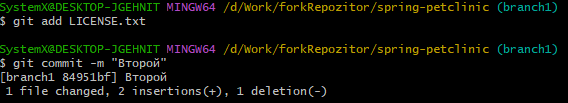 SystemX@DESKTOP-JGEHNIT MINGW64 /d/Work/forkRepozitor/spring-petclinic (branch1)
$ git add LICENSE.txt
SystemX@DESKTOP-JGEHNIT MINGW64 /d/Work/forkRepozitor/spring-petclinic (branch1)
$ git commit -m "Второй"
[branch1 84951bf] Второй
1 file changed, 2 insertions(+), 1 deletion(-)